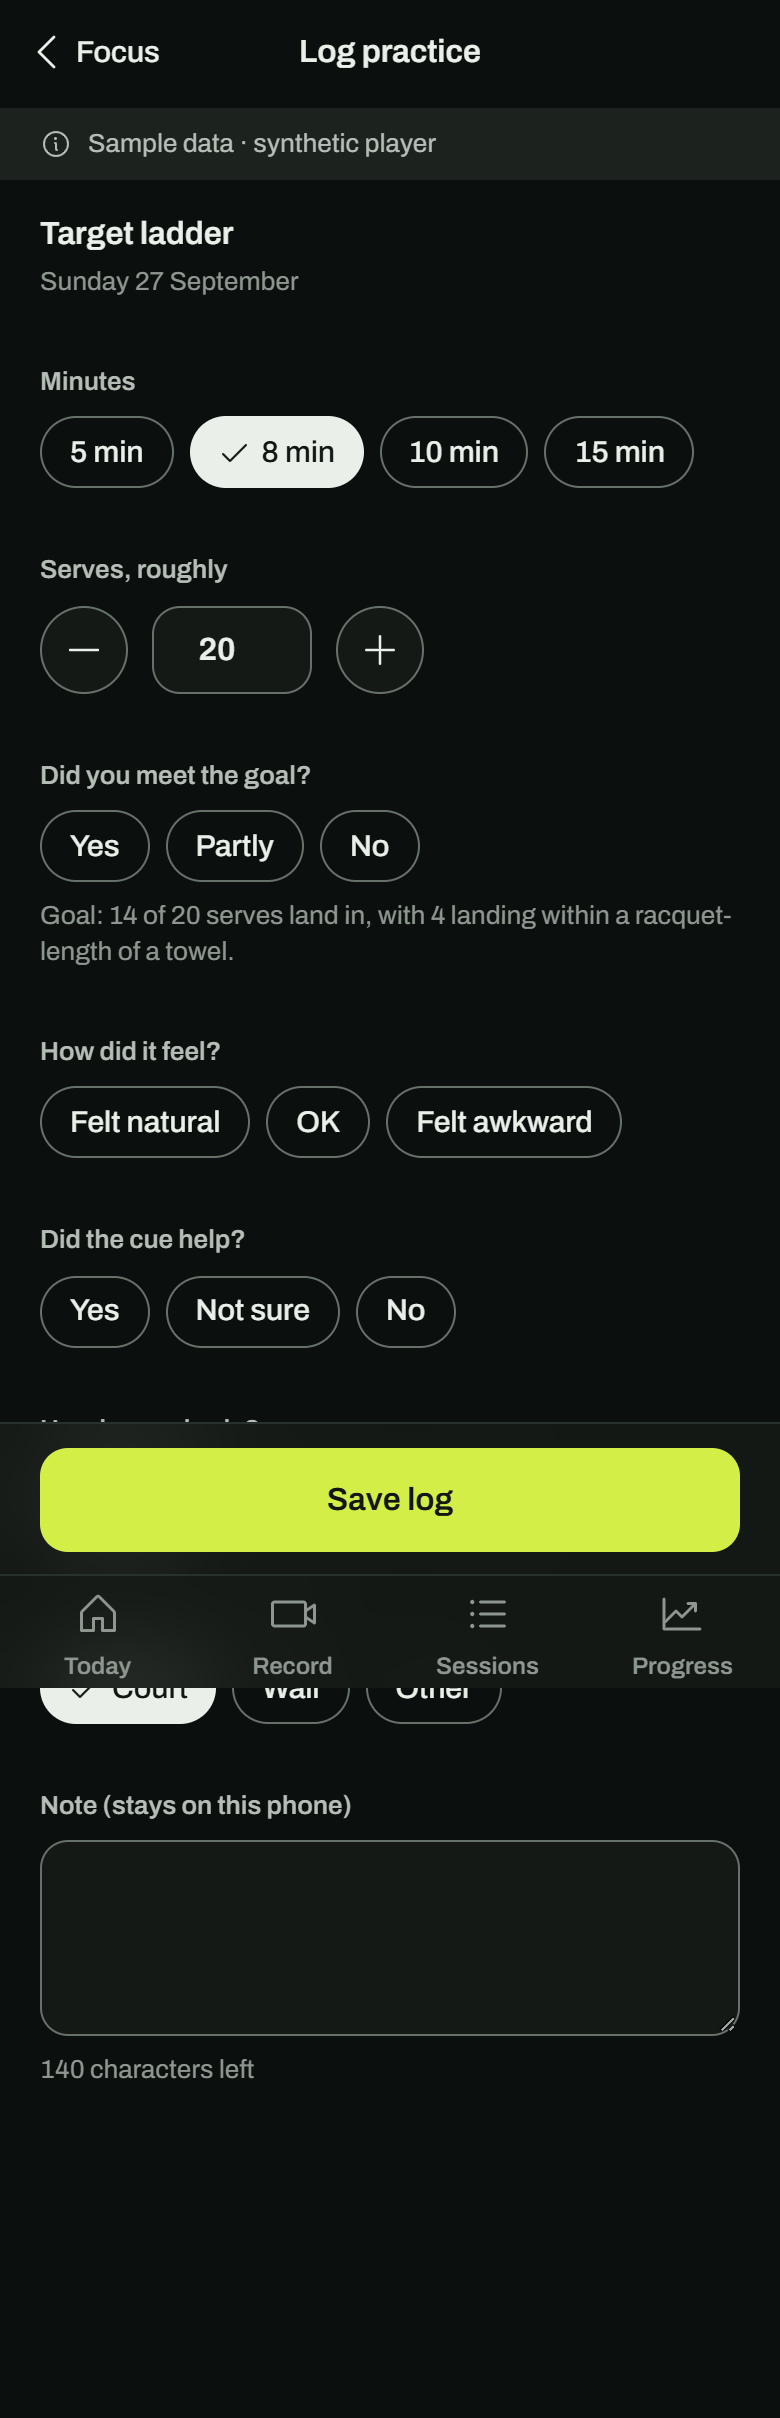 Focus
Log practice
Sample data · synthetic player
Target ladder
Sunday 27 September
Minutes
5 min
8 min
10 min
15 min
Serves, roughly
20
Did you meet the goal?
Yes
Partly
No
Goal: 14 of 20 serves land in, with 4 landing within a racquet-
length of a towel.
How did it feel?
Felt natural
OK
Felt awkward
Did the cue help?
Yes
Not sure
No
Save log
Today
Record
Sessions
Progress
Court
Wall
Other
Note (stays on this phone)
140 characters left